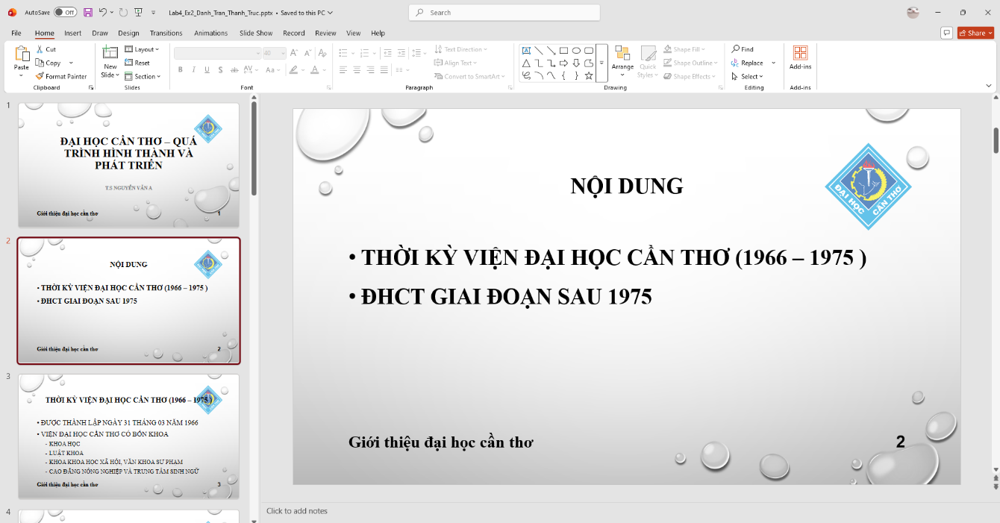 AutoSave Off Lab4_Ex2_Danh_Tran_Thanh_Truc.pptx • Saved to this PC Search
File Home Insert Draw Design Transitions Animations Slide Show Record Review View Help Share
Paste Cut Copy Format Painter Clipboard
New Slide Layout Reset Section Slides
40 B I U S ab AV Aa A Font
Text Direction Align Text Convert to SmartArt Paragraph
Arrange Quick Styles Shape Fill Shape Outline Shape Effects Drawing
Find Replace Select Editing
Add-ins Add-ins
1
ĐẠI HỌC CẦN THƠ – QUÁ
TRÌNH HÌNH THÀNH VÀ
PHÁT TRIỂN
T.S NGUYỄN VĂN A
Giới thiệu đại học cần thơ 1
2
NỘI DUNG
• THỜI KỲ VIỆN ĐẠI HỌC CẦN THƠ (1966 – 1975 )
• ĐHCT GIAI ĐOẠN SAU 1975
Giới thiệu đại học cần thơ 2
3
THỜI KỲ VIỆN ĐẠI HỌC CẦN THƠ (1966 – 1975 )
• ĐƯỢC THÀNH LẬP NGÀY 31 THÁNG 03 NĂM 1966
• VIỆN ĐẠI HỌC CẦN THƠ CÓ BỐN KHOA
- KHOA HỌC
- LUẬT KHOA
- KHOA KHOA HỌC XÃ HỘI, VĂN KHOA SƯ PHẠM
- CAO ĐẲNG NÔNG NGHIỆP VÀ TRUNG TÂM SINH NGỮ
Giới thiệu đại học cần thơ 3
4
NỘI DUNG
ĐẠI HỌC CẦN THƠ
• THỜI KỲ VIỆN ĐẠI HỌC CẦN THƠ (1966 – 1975 )
• ĐHCT GIAI ĐOẠN SAU 1975
Giới thiệu đại học cần thơ 2
Click to add notes